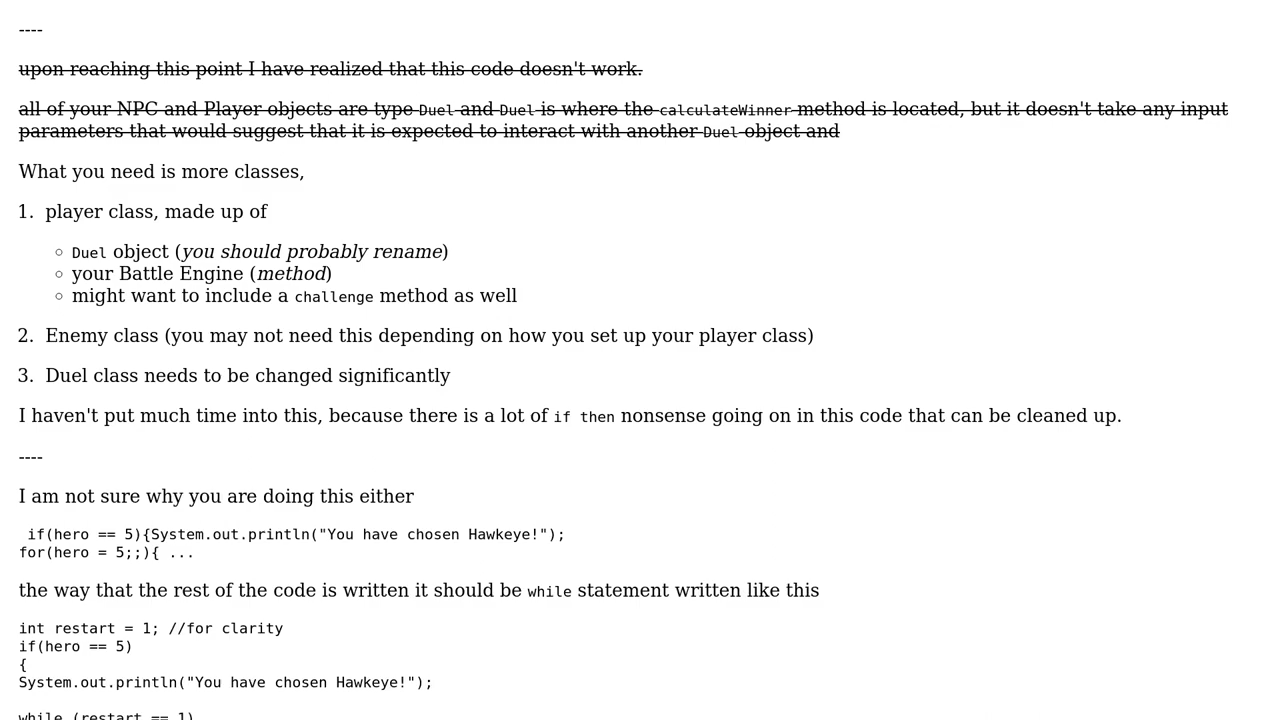 ----
upon reaching this point I have realized that this code doesn't work.
all of your NPC and Player objects are type Duel and Duel is where the calculateWinner method is located, but it doesn't take any input
parameters that would suggest that it is expected to interact with another Duel object and
What you need is more classes,
1. player class, made up of
○ Duel object (you should probably rename)
○ your Battle Engine (method)
○ might want to include a challenge method as well
2. Enemy class (you may not need this depending on how you set up your player class)
3. Duel class needs to be changed significantly
I haven't put much time into this, because there is a lot of if then nonsense going on in this code that can be cleaned up.
----
I am not sure why you are doing this either
 if(hero == 5){System.out.println("You have chosen Hawkeye!");
for(hero = 5;;){ ...
the way that the rest of the code is written it should be while statement written like this
int restart = 1; //for clarity
if(hero == 5)
{
System.out.println("You have chosen Hawkeye!");
while (restart == 1)